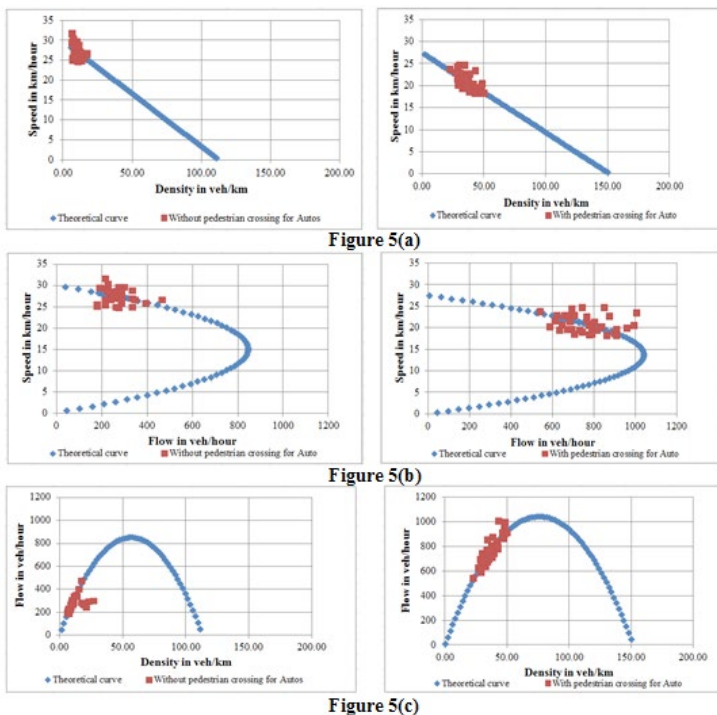 35
30
25
20
15
10
5
0
Speed in km/hour
0.00 50.00 100.00 150.00 200.00
Density in veh/km
Theoretical curve Without pedestrian crossing for Autos
35
30
25
20
15
10
5
0
Speed in km/hour
0.00 50.00 100.00 150.00 200.00
Density in veh/km
Theoretical curve With pedestrian crossing for Auto
Figure 5(a)
35
30
25
20
15
10
5
0
Speed in km/hour
0 200 400 600 800 1000 1200
Flow in veh/hour
Theoretical curve Without pedestrian crossing for Auto
35
30
25
20
15
10
5
0
Speed in km/hour
0 200 400 600 800 1000 1200
Flow in veh/hour
Theoretical curve With pedestrian crossing for Auto
Figure 5(b)
1200
1000
800
600
400
200
0
Flow in veh/hour
0.00 50.00 100.00 150.00 200.00
Density in veh/km
Theoretical curve Without pedestrian crossing for Autos
1200
1000
800
600
400
200
0
Flow in veh/hour
0.00 50.00 100.00 150.00 200.00
Density in veh/km
Theoretical curve With pedestrian crossing for Autos
Figure 5(c)